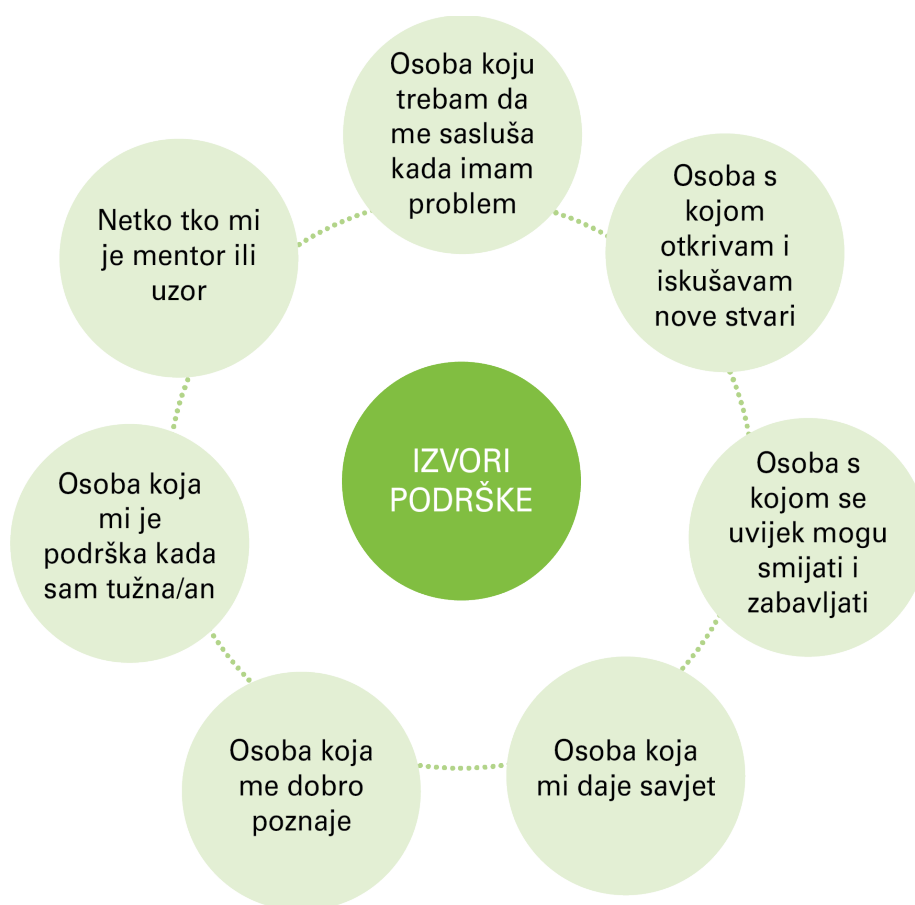 Osoba koju
trebam da
me sasluša
kada imam
problem
Osoba s
kojom
otkrivam i
iskušavam
nove stvari
Osoba s
kojom se
uvijek mogu
smijati i
zabavljati
Osoba koja
mi daje savjet
Osoba koja
me dobro
poznaje
Osoba koja
mi je
podrška kada
sam tužna/an
Netko tko mi
je mentor ili
uzor
IZVORI
PODRŠKE